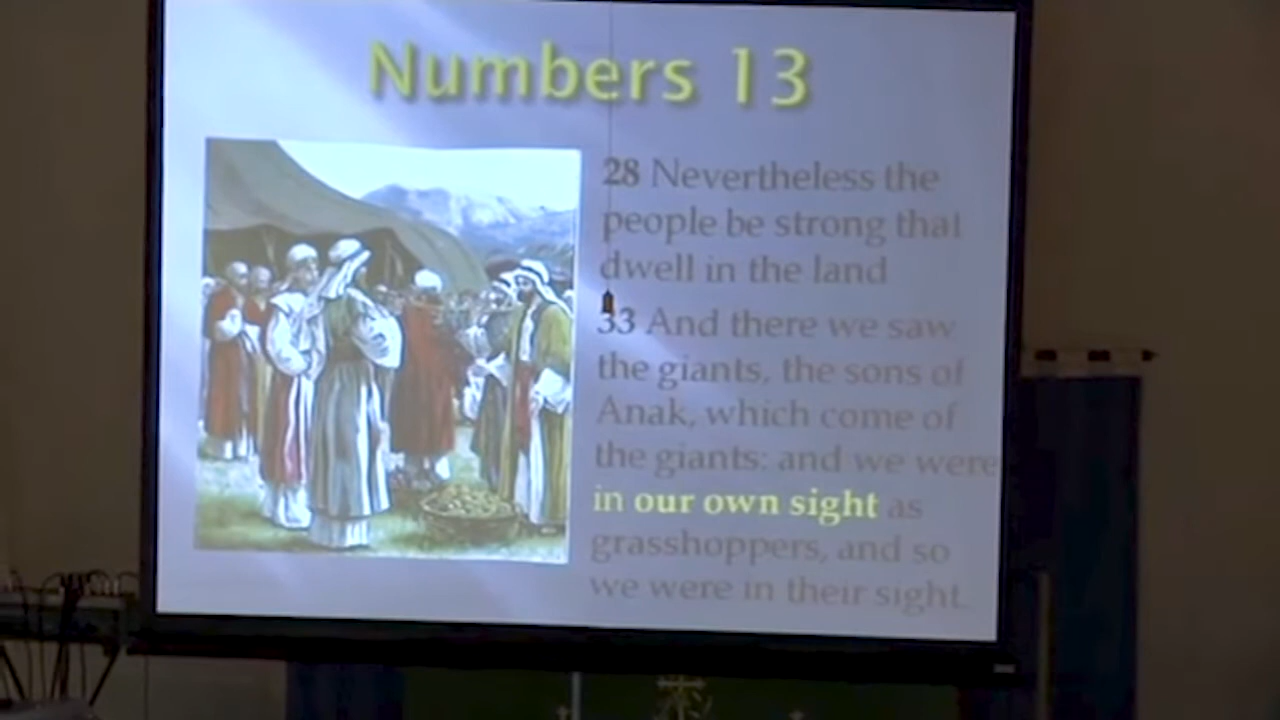 Numbers 13
28 Nevertheless the
people be strong that
dwell in the land
33 And there we saw
the giants, the sons of
Anak, which come of
the giants: and we were
in our own sight as
grasshoppers, and so
we were in their sight.